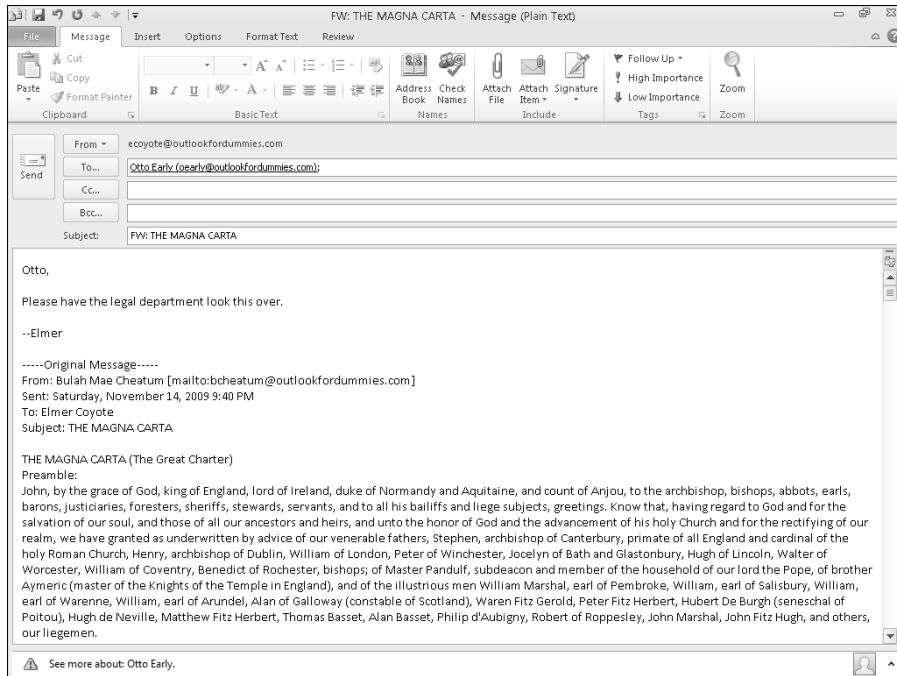 FW: THE MAGNA CARTA - Message (Plain Text)
File Message Insert Options Format Text Review
Cut
Copy
Format Painter
Paste
Clipboard
B I U
Basic Text
Address Book
Check Names
Names
Attach File
Attach Item
Signature
Include
Follow Up
High Importance
Low Importance
Tags
Zoom
Zoom
Send
From ecoyote@outlookfordummies.com
To... Otto Early (oearly@outlookfordummies.com);
Cc...
Bcc...
Subject: FW: THE MAGNA CARTA
Otto,
Please have the legal department look this over.
--Elmer
-----Original Message-----
From: Bulah Mae Cheatum [mailto:bcheatum@outlookfordummies.com]
Sent: Saturday, November 14, 2009 9:40 PM
To: Elmer Coyote
Subject: THE MAGNA CARTA
THE MAGNA CARTA (The Great Charter)
Preamble:
John, by the grace of God, king of England, lord of Ireland, duke of Normandy and Aquitaine, and count of Anjou, to the archbishop, bishops, abbots, earls,
barons, justiciaries, foresters, sheriffs, stewards, servants, and to all his bailiffs and liege subjects, greetings. Know that, having regard to God and for the
salvation of our soul, and those of all our ancestors and heirs, and unto the honor of God and the advancement of his holy Church and for the rectifying of our
realm, we have granted as underwritten by advice of our venerable fathers, Stephen, archbishop of Canterbury, primate of all England and cardinal of the
holy Roman Church, Henry, archbishop of Dublin, William of London, Peter of Winchester, Jocelyn of Bath and Glastonbury, Hugh of Lincoln, Walter of
Worcester, William of Coventry, Benedict of Rochester, bishops; of Master Pandulf, subdeacon and member of the household of our lord the Pope, of brother
Aymeric (master of the Knights of the Temple in England), and of the illustrious men William Marshal, earl of Pembroke, William, earl of Salisbury, William,
earl of Warenne, William, earl of Arundel, Alan of Galloway (constable of Scotland), Waren Fitz Gerold, Peter Fitz Herbert, Hubert De Burgh (seneschal of
Poitou), Hugh de Neville, Matthew Fitz Herbert, Thomas Basset, Alan Basset, Philip d'Aubigny, Robert of Roppesley, John Marshal, John Fitz Hugh, and others,
our liegemen.
See more about: Otto Early.